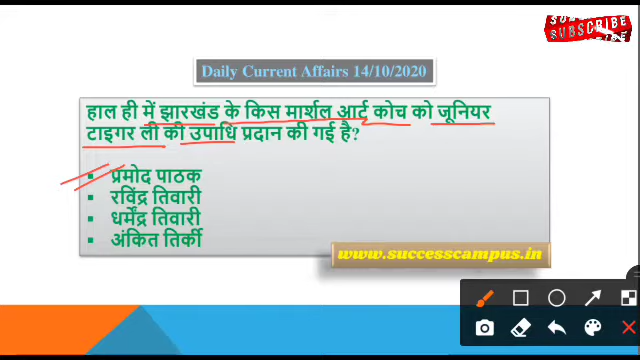 SUBSCRIBE
Daily Current Affairs 14/10/2020
हाल ही में झारखंड के किस मार्शल आर्ट कोच को जूनियर
टाइगर ली की उपाधि प्रदान की गई है?
▪ प्रमोद पाठक
▪ रविंद्र तिवारी
▪ धर्मेंद्र तिवारी
▪ अंकित तिर्की
www.successcampus.in